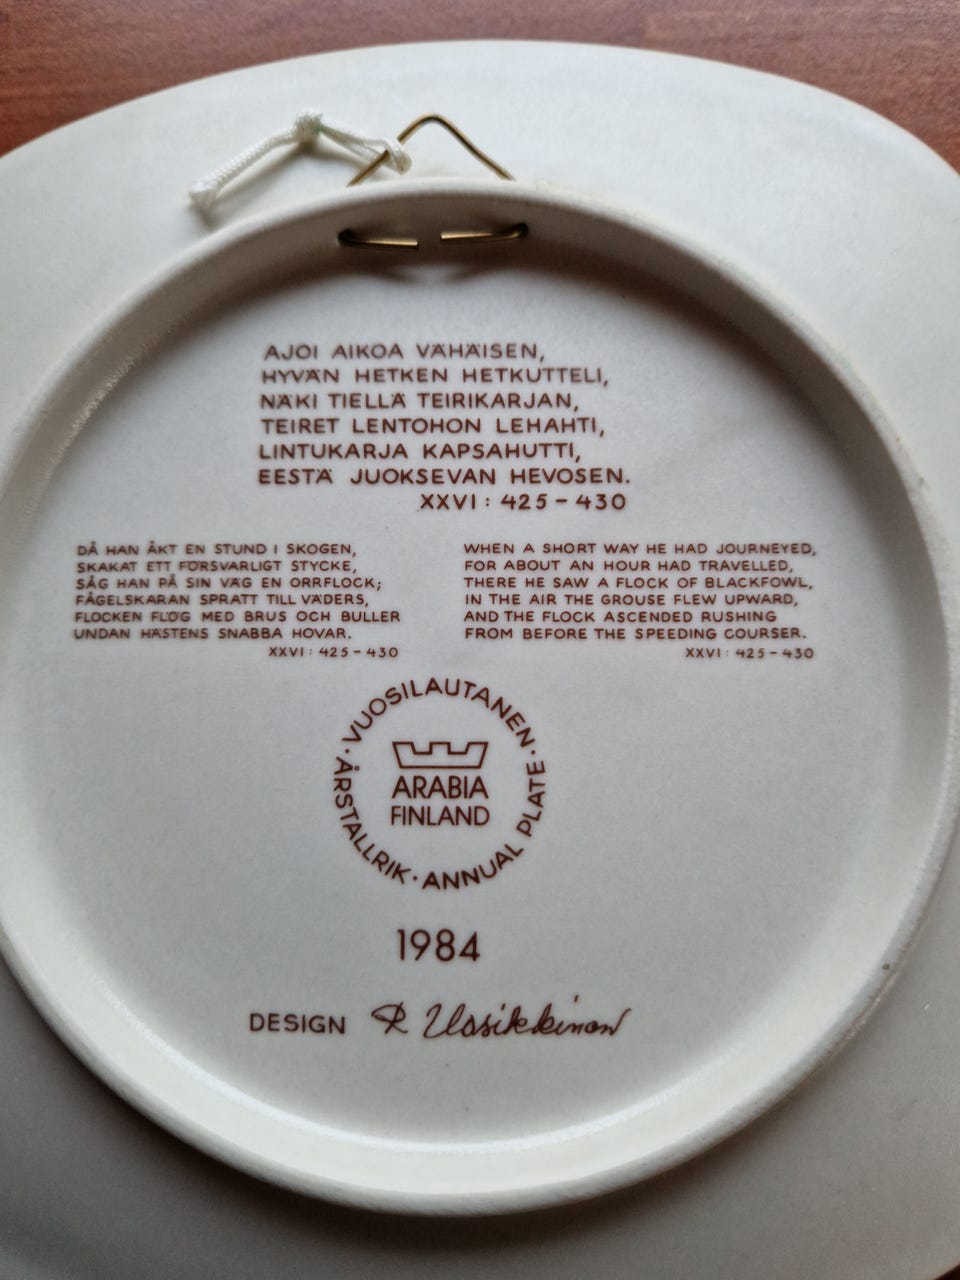 AJOI AIKOA VÄHÄISEN,
HYVÄN HETKEN HETKUTTELI,
NÄKI TIELLÄ TEIRIKARJAN,
TEIRET LENTOHON LEHAHTI,
LINTUKARJA KAPSAHUTTI,
EESTÄ JUOKSEVAN HEVOSEN.
XXVI : 425 – 430
DÅ HAN ÅKT EN STUND I SKOGEN,
SKAKAT ETT FÖRSVARLIGT STYCKE,
SÅG HAN PÅ SIN VÄG EN ORRFLOCK;
FÅGELSKARAN SPRATT TILL VÄDERS,
FLOCKEN FLÖG MED BRUS OCH BULLER
UNDAN HÄSTENS SNABBA HOVAR.
XXVI : 425 – 430
WHEN A SHORT WAY HE HAD JOURNEYED,
FOR ABOUT AN HOUR HAD TRAVELLED,
THERE HE SAW A FLOCK OF BLACKFOWL,
IN THE AIR THE GROUSE FLEW UPWARD,
AND THE FLOCK ASCENDED RUSHING
FROM BEFORE THE SPEEDING COURSER.
XXVI : 425 – 430
· VUOSILAUTANEN · ANNUAL PLATE · ÅRSTALLRIK
ARABIA
FINLAND
1984
DESIGN R Uosikkinen